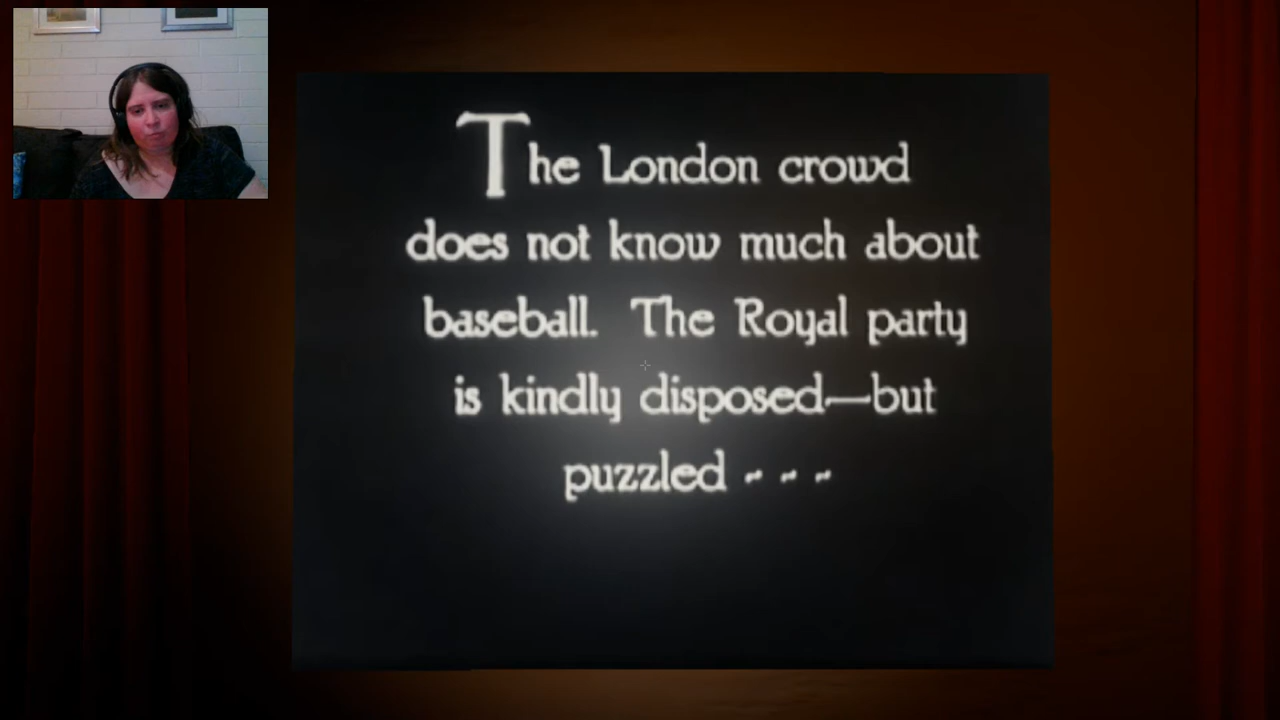 The London crowd
does not know much about
baseball. The Royal party
is kindly disposed—but
puzzled - - -